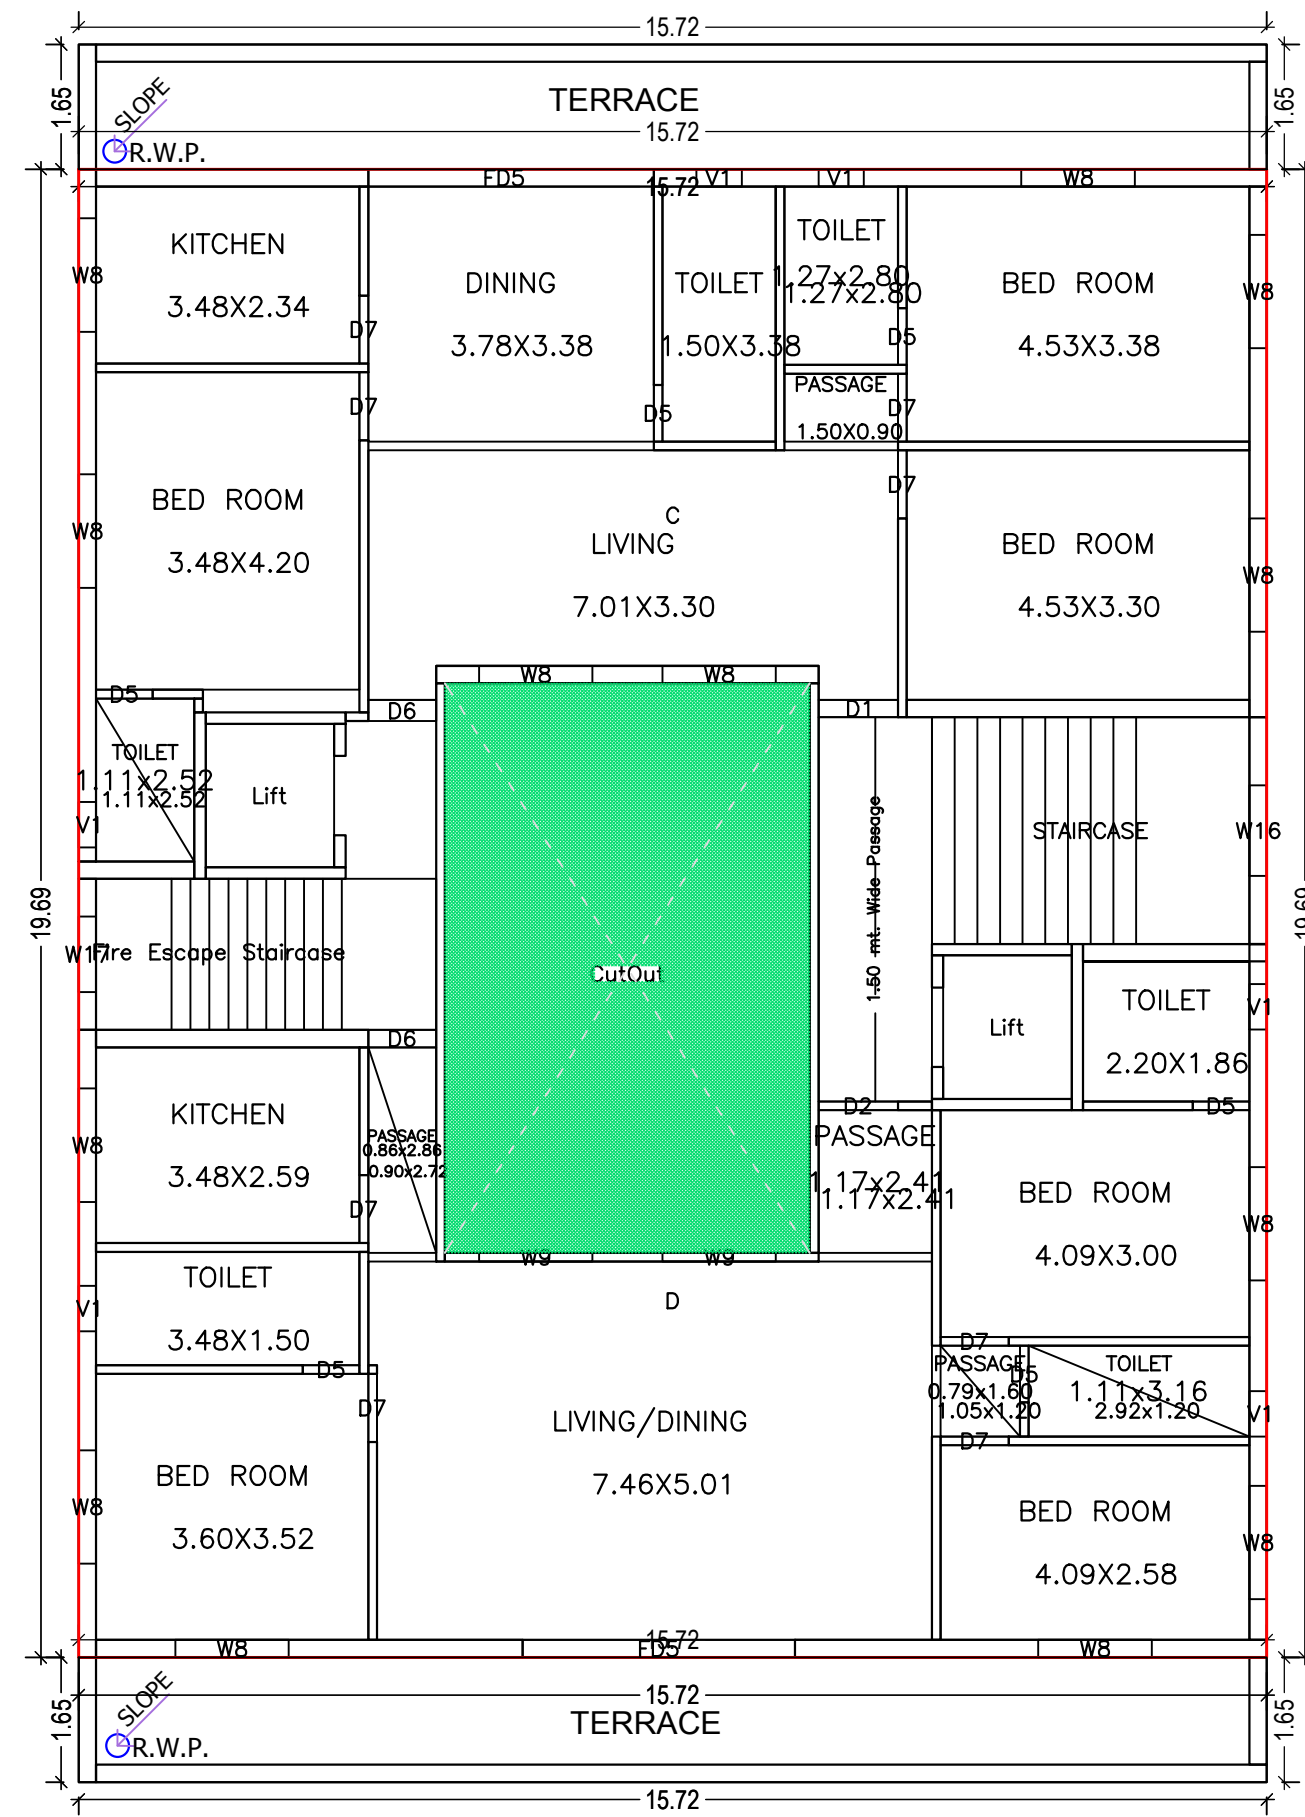 15.72
1.65
1.65
TERRACE
SLOPE
15.72
R.W.P.
FD5
15.72
V1
V1
W8
KITCHEN
3.48X2.34
W8
D7
DINING
3.78X3.38
TOILET
1.50X3.38
TOILET
1.27x2.80
1.27x2.80
D5
BED ROOM
4.53X3.38
W8
D7
D5
PASSAGE
1.50X0.90
D7
BED ROOM
3.48X4.20
W8
C
LIVING
7.01X3.30
D7
BED ROOM
4.53X3.30
W8
W8
W8
D5
D6
D1
TOILET
1.11x2.52
1.11x2.52
V1
Lift
1.50 mt. Wide Passage
STAIRCASE
W16
19.69
19.69
W17
Fire Escape Staircase
CutOut
Lift
TOILET
2.20X1.86
V1
D6
D2
D5
KITCHEN
3.48X2.59
W8
D7
PASSAGE
0.86x2.86
0.90x2.72
PASSAGE
1.17x2.41
1.17x2.41
BED ROOM
4.09X3.00
W8
W9
W9
TOILET
3.48X1.50
V1
D5
D
D7
PASSAGE
0.79x1.60
1.05x1.20
D5
TOILET
1.11x3.16
2.92x1.20
V1
D7
D7
LIVING/DINING
7.46X5.01
BED ROOM
3.60X3.52
W8
BED ROOM
4.09X2.58
W8
W8
15.72
FD5
W8
1.65
1.65
SLOPE
15.72
TERRACE
R.W.P.
15.72